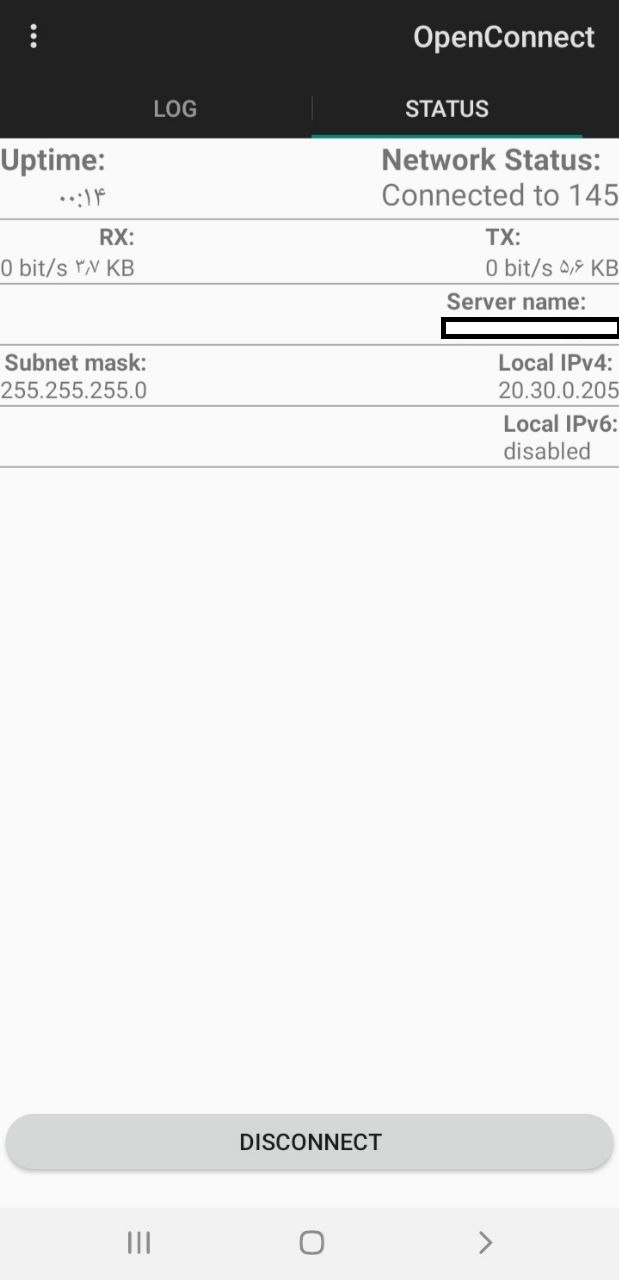 OpenConnect
LOG
STATUS
Network Status:
Connected to 145
Uptime:
۰۰:۱۴
TX:
0 bit/s ۵٫۶ KB
RX:
0 bit/s ۳٫۷ KB
Server name:
Local IPv4:
20.30.0.205
Subnet mask:
255.255.255.0
Local IPv6:
disabled
DISCONNECT